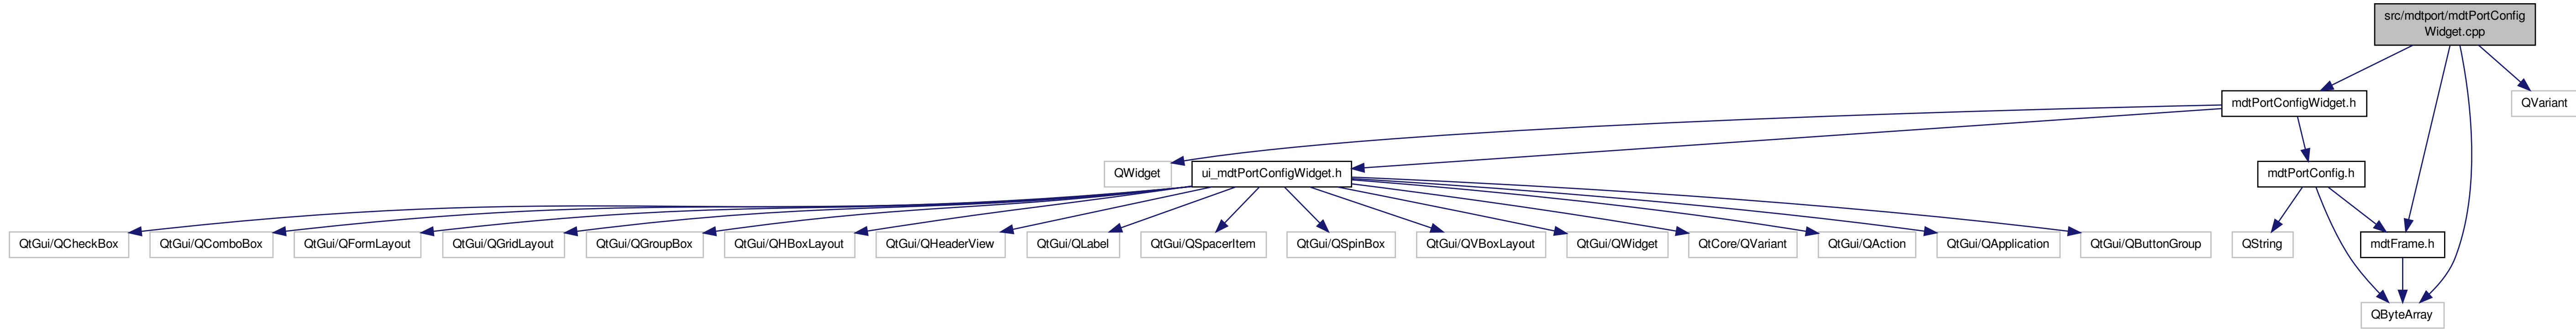 src/mdtport/mdtPortConfig
Widget.cpp
mdtPortConfigWidget.h
QVariant
QWidget
ui_mdtPortConfigWidget.h
mdtPortConfig.h
QtGui/QCheckBox
QtGui/QComboBox
QtGui/QFormLayout
QtGui/QGridLayout
QtGui/QGroupBox
QtGui/QHBoxLayout
QtGui/QHeaderView
QtGui/QLabel
QtGui/QSpacerItem
QtGui/QSpinBox
QtGui/QVBoxLayout
QtGui/QWidget
QtCore/QVariant
QtGui/QAction
QtGui/QApplication
QtGui/QButtonGroup
QString
mdtFrame.h
QByteArray